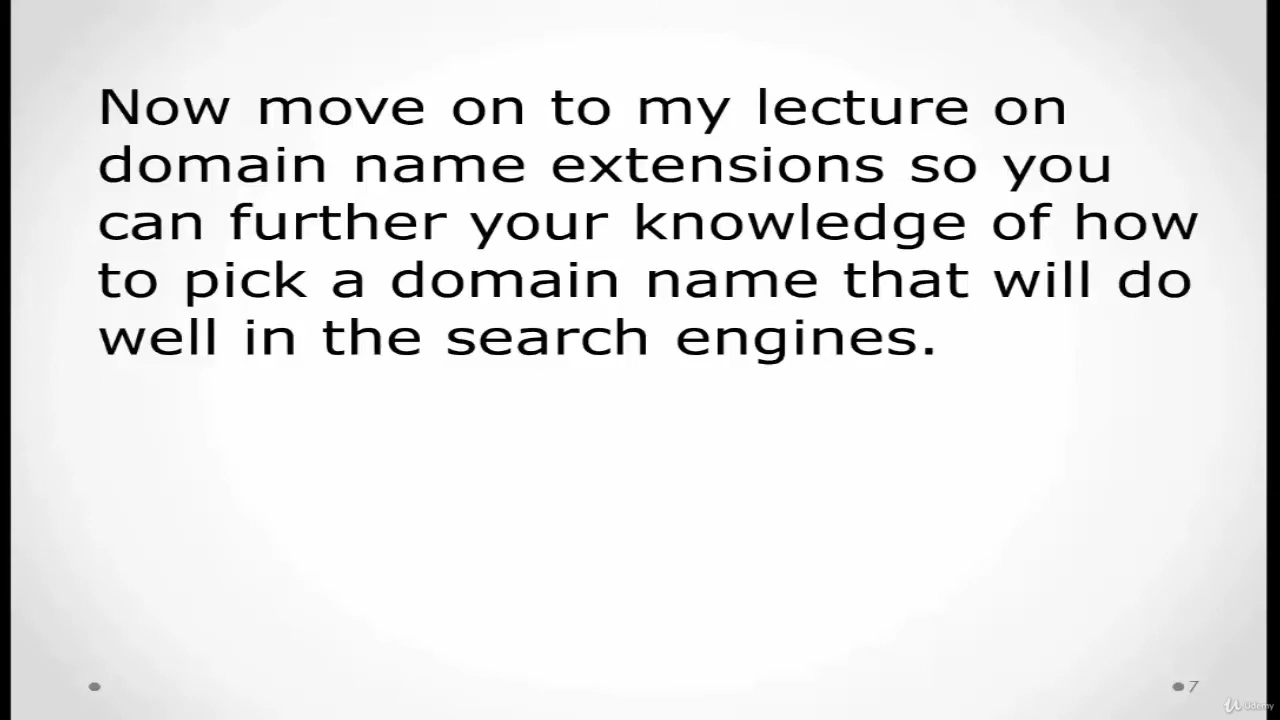 Now move on to my lecture on
domain name extensions so you
can further your knowledge of how
to pick a domain name that will do
well in the search engines.
7
Udemy